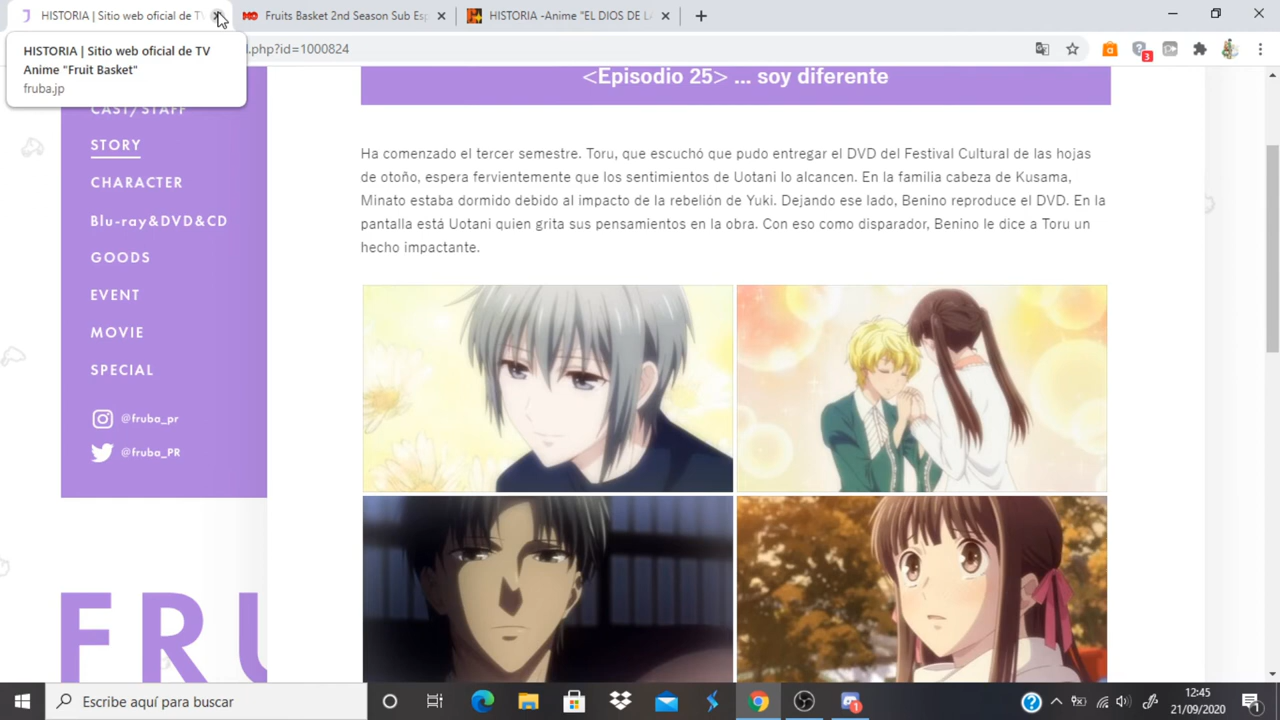 HISTORIA | Sitio web oficial de TV
Fruits Basket 2nd Season Sub Esp
HISTORIA -Anime "EL DIOS DE LA
HISTORIA | Sitio web oficial de TV
Anime "Fruit Basket"
fruba.jp
l.php?id=1000824
3
CAST/STAFF
STORY
CHARACTER
Blu-ray&DVD&CD
GOODS
EVENT
MOVIE
SPECIAL
@fruba_pr
@fruba_PR
FRU
<Episodio 25> ... soy diferente
Ha comenzado el tercer semestre. Toru, que escuchó que pudo entregar el DVD del Festival Cultural de las hojas
de otoño, espera fervientemente que los sentimientos de Uotani lo alcancen. En la familia cabeza de Kusama,
Minato estaba dormido debido al impacto de la rebelión de Yuki. Dejando ese lado, Benino reproduce el DVD. En la
pantalla está Uotani quien grita sus pensamientos en la obra. Con eso como disparador, Benino le dice a Toru un
hecho impactante.
Escribe aquí para buscar
1
12:45
21/09/2020
1